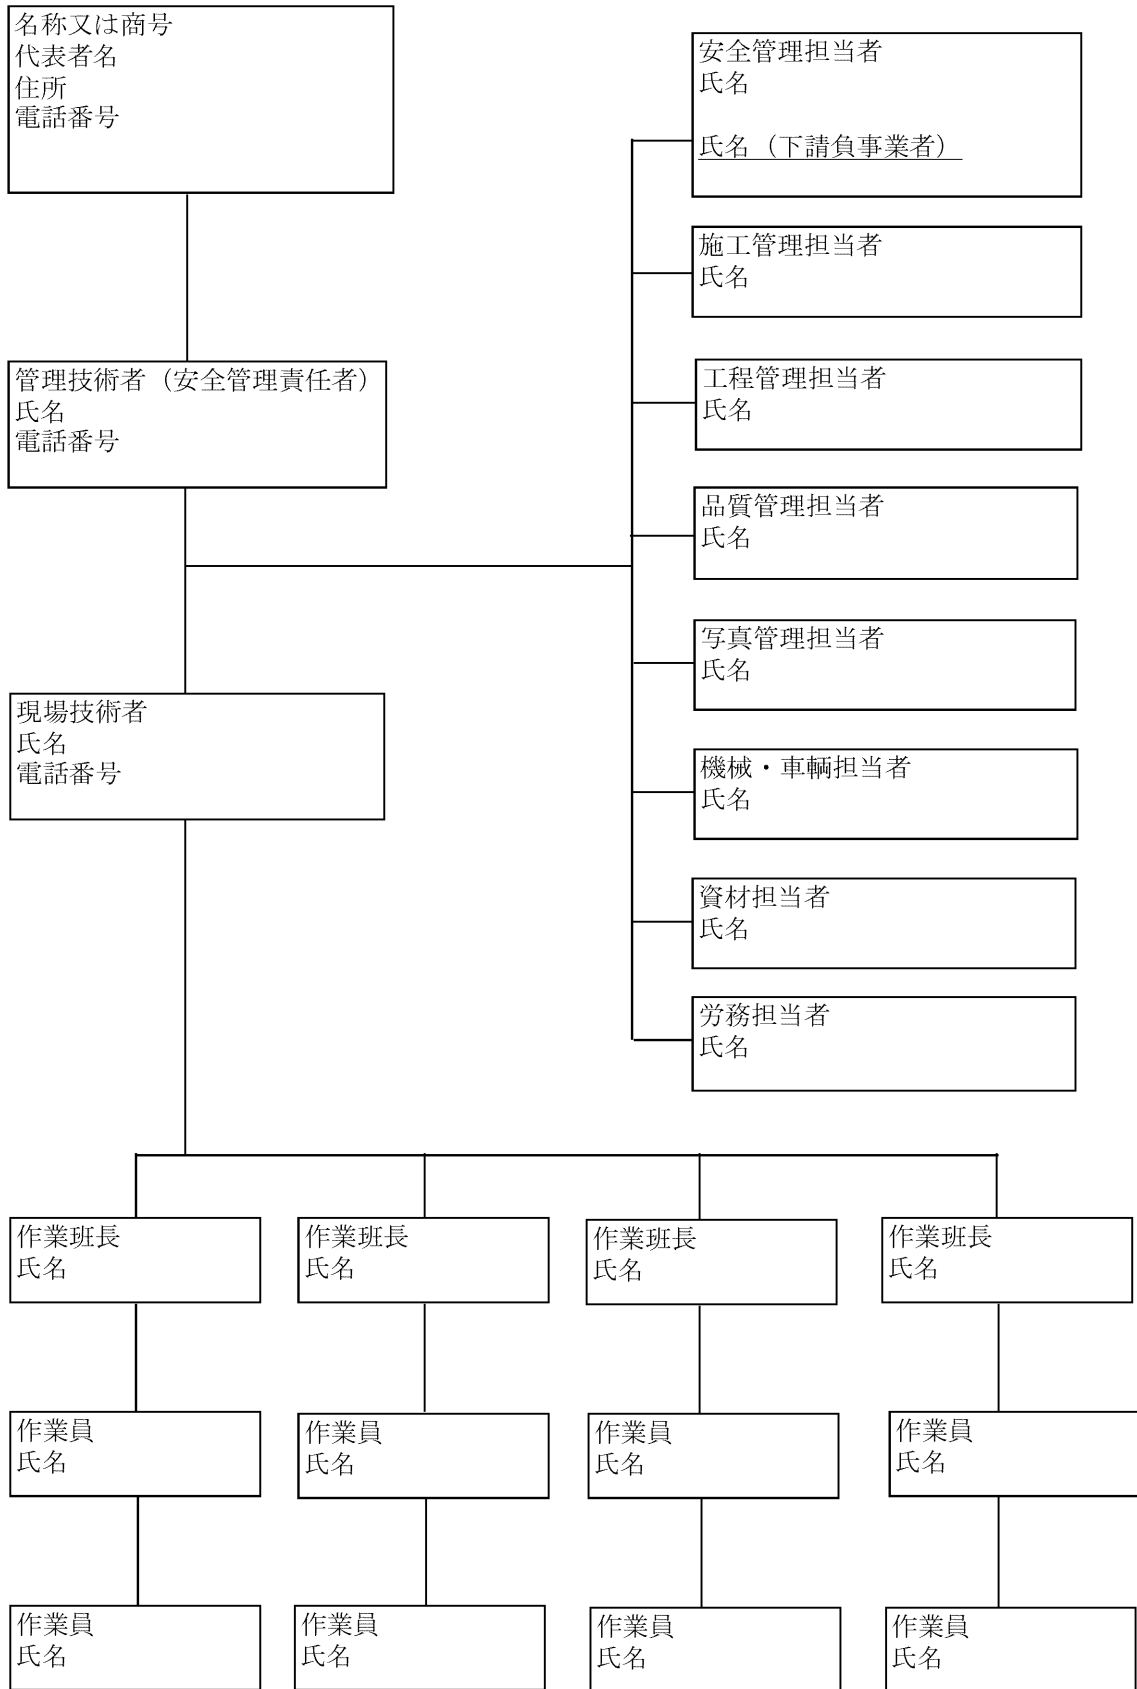 名称又は商号
代表者名
住所
電話番号
安全管理担当者
氏名
氏名（下請負事業者）
施工管理担当者
氏名
管理技術者（安全管理責任者）
氏名
電話番号
工程管理担当者
氏名
品質管理担当者
氏名
写真管理担当者
氏名
現場技術者
氏名
電話番号
機械・車輌担当者
氏名
資材担当者
氏名
労務担当者
氏名
作業班長
氏名
作業班長
氏名
作業班長
氏名
作業班長
氏名
作業員
氏名
作業員
氏名
作業員
氏名
作業員
氏名
作業員
氏名
作業員
氏名
作業員
氏名
作業員
氏名